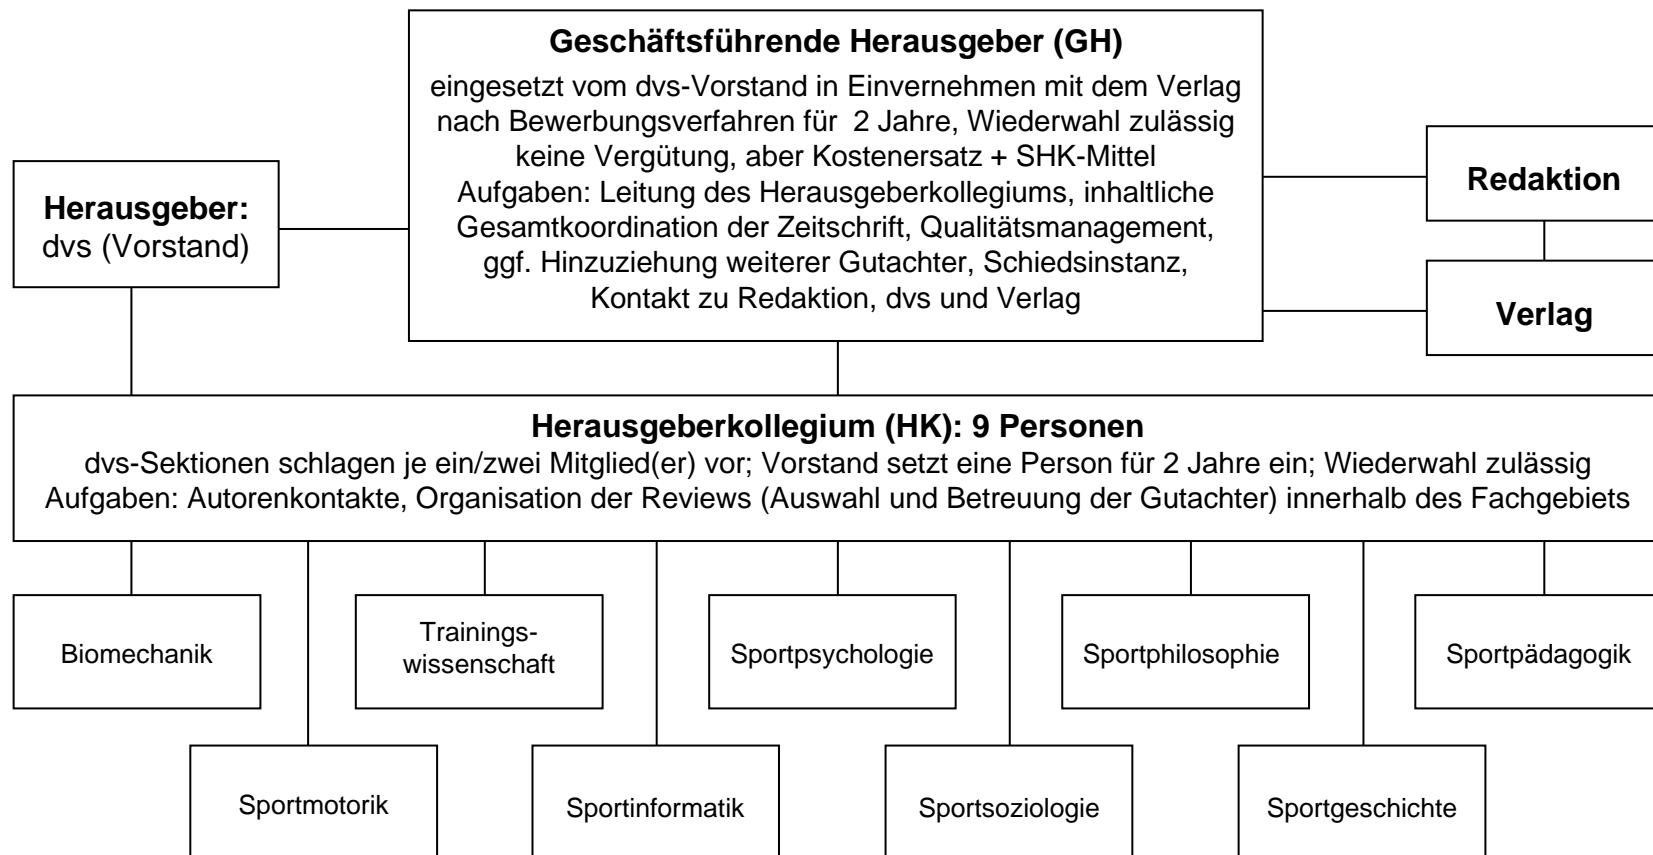 Geschäftsführende Herausgeber (GH)
eingesetzt vom dvs-Vorstand in Einvernehmen mit dem Verlag
nach Bewerbungsverfahren für 2 Jahre, Wiederwahl zulässig
keine Vergütung, aber Kostenersatz + SHK-Mittel
Aufgaben: Leitung des Herausgeberkollegiums, inhaltliche
Gesamtkoordination der Zeitschrift, Qualitätsmanagement,
ggf. Hinzuziehung weiterer Gutachter, Schiedsinstanz,
Kontakt zu Redaktion, dvs und Verlag
Herausgeber:
dvs (Vorstand)
Redaktion
Verlag
Herausgeberkollegium (HK): 9 Personen
dvs-Sektionen schlagen je ein/zwei Mitglied(er) vor; Vorstand setzt eine Person für 2 Jahre ein; Wiederwahl zulässig
Aufgaben: Autorenkontakte, Organisation der Reviews (Auswahl und Betreuung der Gutachter) innerhalb des Fachgebiets
Biomechanik
Trainings-
wissenschaft
Sportpsychologie
Sportphilosophie
Sportpädagogik
Sportmotorik
Sportinformatik
Sportsoziologie
Sportgeschichte